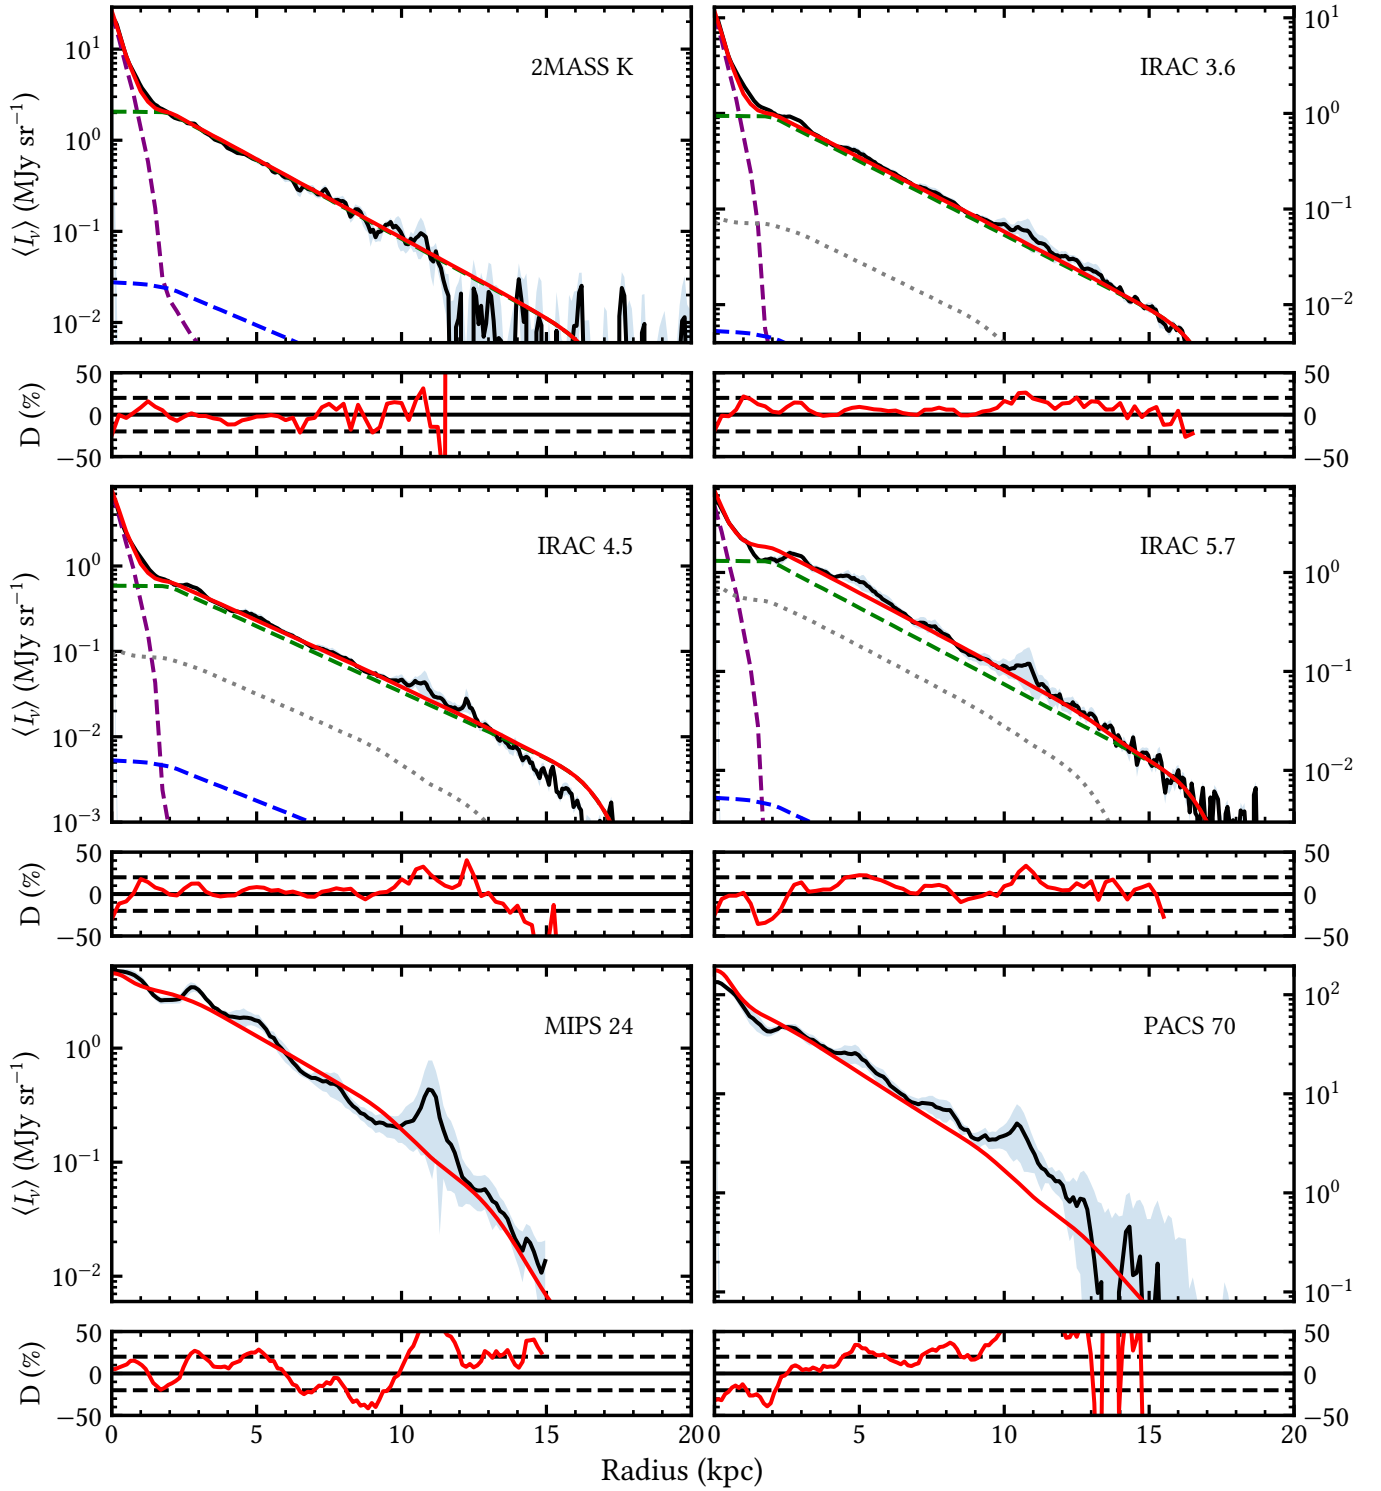 2MASS K
IRAC 3.6
10¹
10⁰
10⁻¹
10⁻²
⟨I_ν⟩ (MJy sr⁻¹)
10¹
10⁰
10⁻¹
10⁻²
50
0
−50
D (%)
50
0
−50
IRAC 4.5
IRAC 5.7
10⁰
10⁻¹
10⁻²
10⁻³
⟨I_ν⟩ (MJy sr⁻¹)
10⁰
10⁻¹
10⁻²
50
0
−50
D (%)
50
0
−50
MIPS 24
PACS 70
10⁰
10⁻¹
10⁻²
⟨I_ν⟩ (MJy sr⁻¹)
10²
10¹
10⁰
10⁻¹
50
0
−50
D (%)
50
0
−50
0 5 10 15 20 0 5 10 15 20
Radius (kpc)